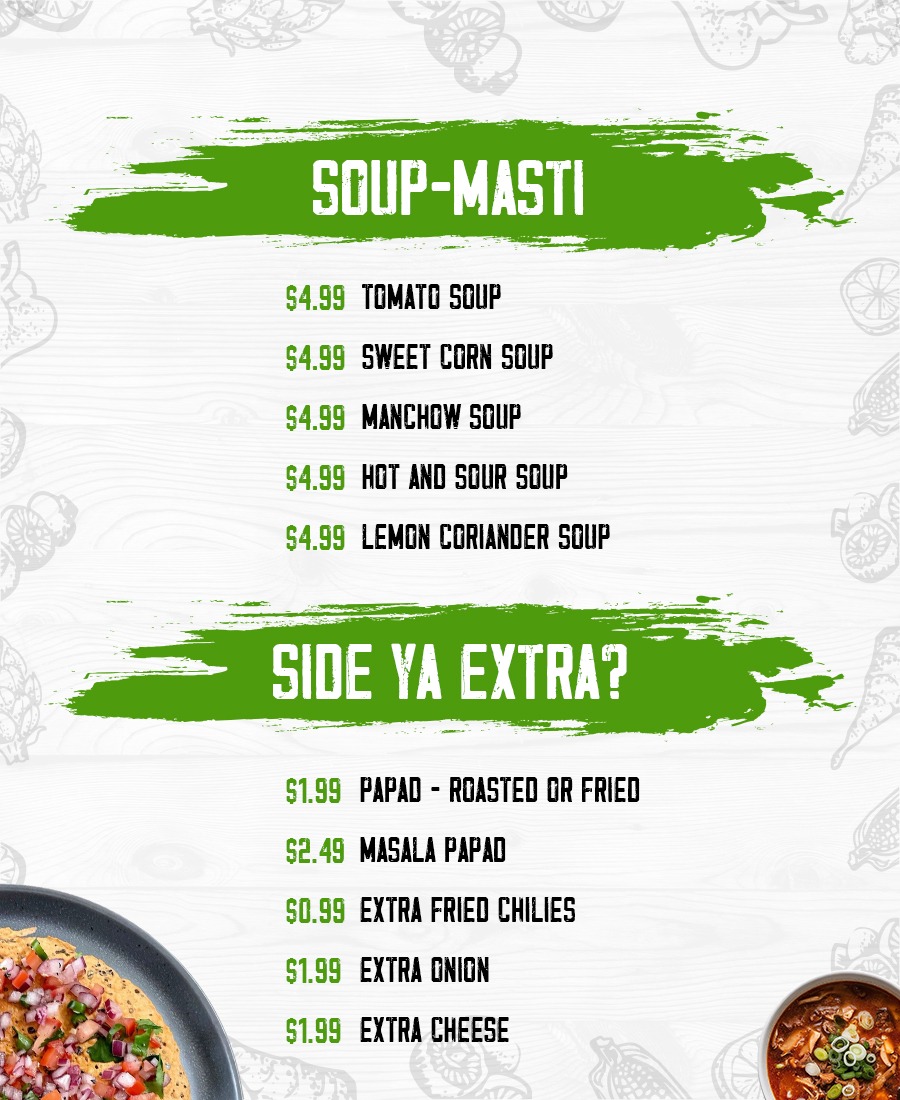 SOUP-MASTI
$4.99 TOMATO SOUP
$4.99 SWEET CORN SOUP
$4.99 MANCHOW SOUP
$4.99 HOT AND SOUR SOUP
$4.99 LEMON CORIANDER SOUP
SIDE YA EXTRA?
$1.99 PAPAD - ROASTED OR FRIED
$2.49 MASALA PAPAD
$0.99 EXTRA FRIED CHILIES
$1.99 EXTRA ONION
$1.99 EXTRA CHEESE